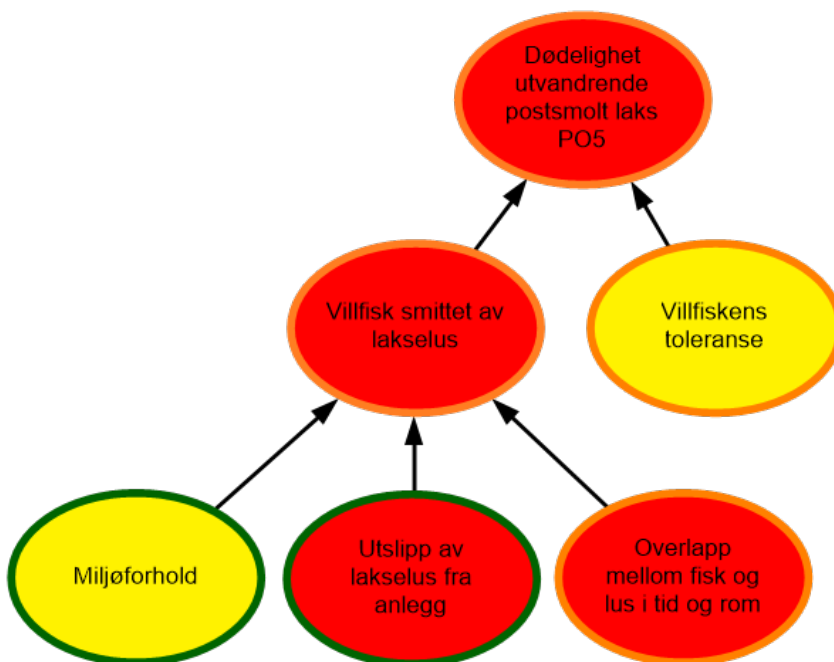 Dødelighet
utvandrende
postsmolt laks
PO5
Villfisk smittet av
lakselus
Villfiskens
toleranse
Miljøforhold
Utslipp av
lakselus fra
anlegg
Overlapp
mellom fisk og
lus i tid og rom